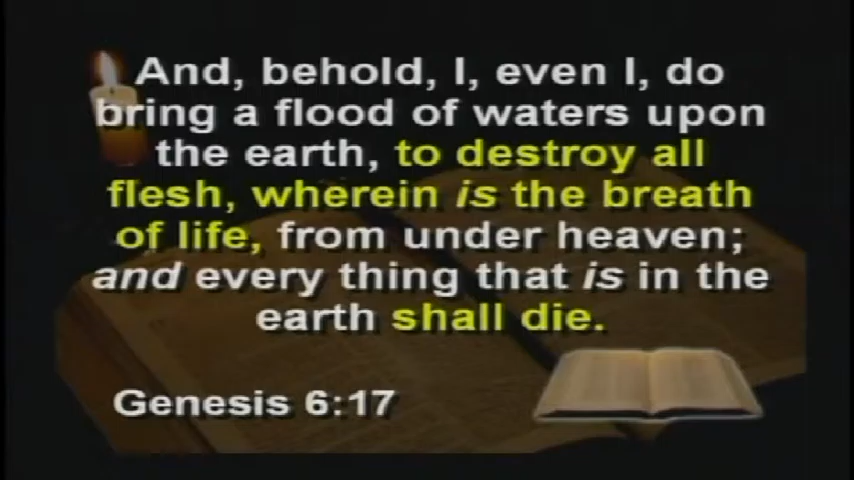 And, behold, I, even I, do
bring a flood of waters upon
the earth, to destroy all
flesh, wherein is the breath
of life, from under heaven;
and every thing that is in the
earth shall die.
Genesis 6:17